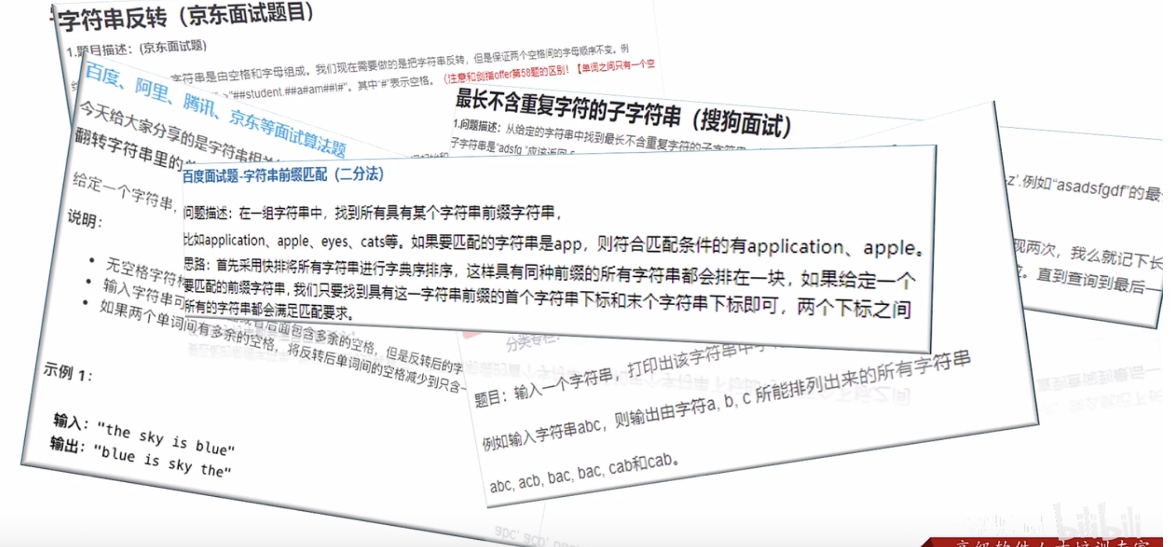 字符串反转（京东面试题目）
1.题目描述：(京东面试题)
字符串是由空格和字母组成。我们现在需要做的是把字符串反转，但是保证两个空格间的字母顺序不变。例
"##student.##a#am##I#"。其中"#"表示空格。（注意和剑指offer第58题的区别！【单词之间只有一个空
百度、阿里、腾讯、京东等面试算法题
今天给大家分享的是字符串相关
翻转字符串里的
给定一个字符串，
说明：
无空格字符
输入字符串可
后面包含多余的空格，但是反转后的字
如果两个单词间有多余的空格，将反转后单词间的空格减少到只含
示例 1：
输入："the sky is blue"
输出："blue is sky the"
最长不含重复字符的子字符串（搜狗面试）
1.问题描述：从给定的字符串中找到最长不含重复字符的子字符串
子字符串是"adsfg "应该返回
z'.例如"asadsfgdf"的最
现两次，我么就记下长
直到查询到最后一
百度面试题-字符串前缀匹配（二分法）
问题描述：在一组字符串中，找到所有具有某个字符串前缀字符串，
比如application、apple、eyes、cats等。如果要匹配的字符串是app，则符合匹配条件的有application、apple。
思路：首先采用快排将所有字符串进行字典序排序，这样具有同种前缀的所有字符串都会排在一块，如果给定一个
要匹配的前缀字符串，我们只要找到具有这一字符串前缀的首个字符串下标和末个字符串下标即可，两个下标之间
所有的字符串都会满足匹配要求。
分类专栏
题目：输入一个字符串，打印出该字符串中字
例如输入字符串abc，则输出由字符a, b, c 所能排列出来的所有字符串
abc, acb, bac, bac, cab和cab。
bilibili
高级软件人才培训专家